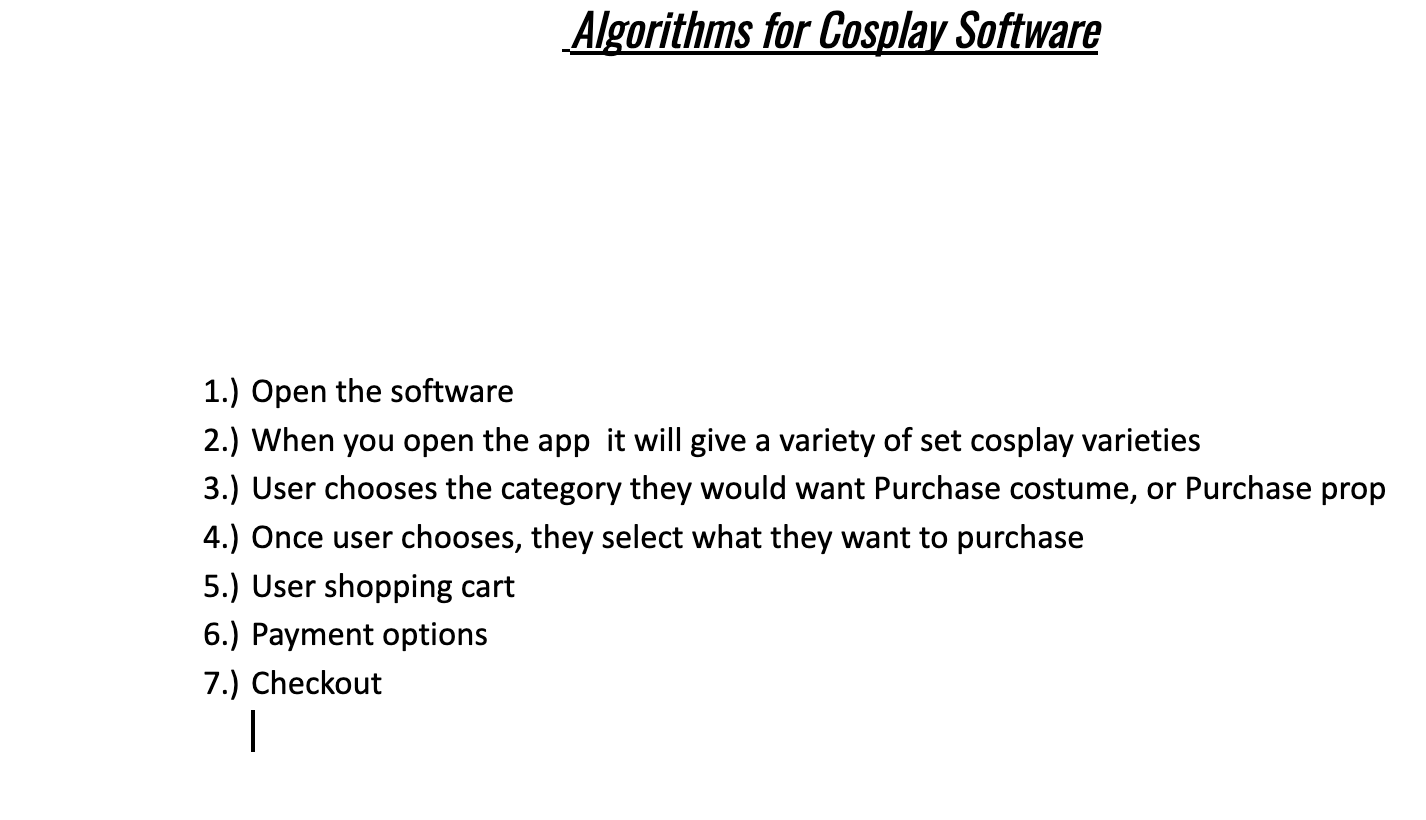 Algorithms for Cosplay Software
1.) Open the software
2.) When you open the app  it will give a variety of set cosplay varieties
3.) User chooses the category they would want Purchase costume, or Purchase prop
4.) Once user chooses, they select what they want to purchase
5.) User shopping cart
6.) Payment options
7.) Checkout